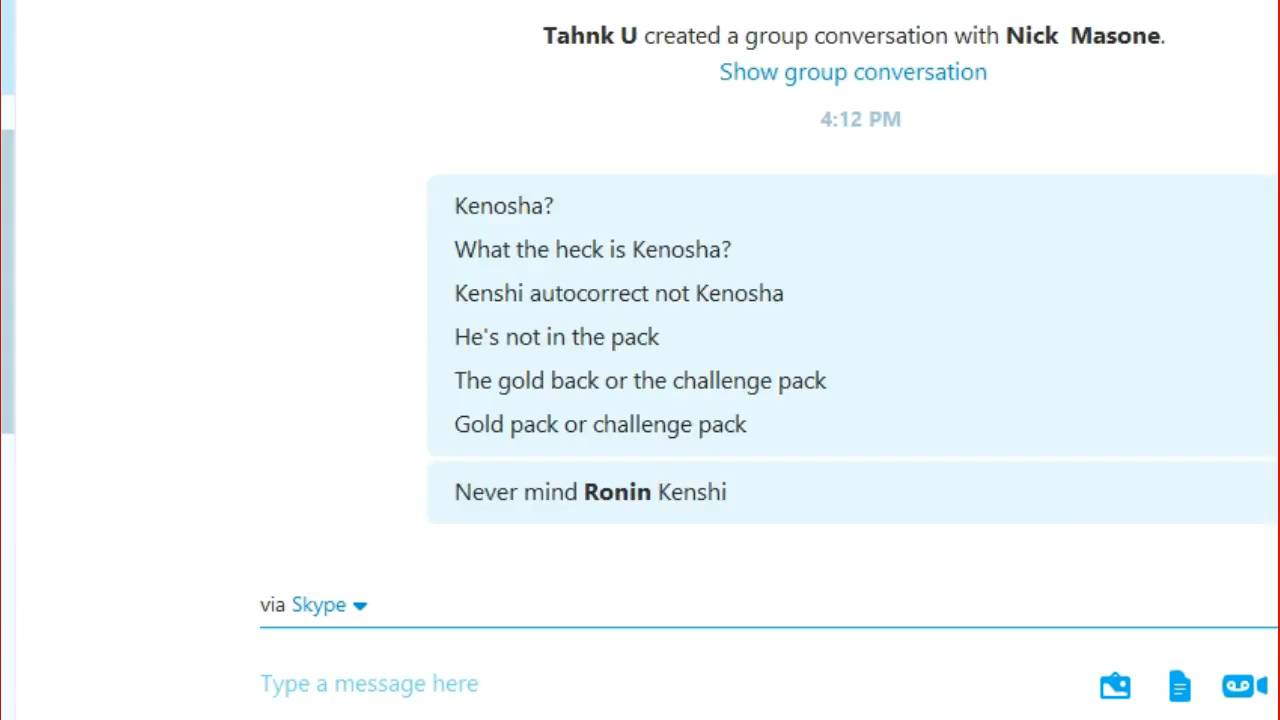 Tahnk U created a group conversation with Nick Masone.
Show group conversation
4:12 PM
Kenosha?
What the heck is Kenosha?
Kenshi autocorrect not Kenosha
He's not in the pack
The gold back or the challenge pack
Gold pack or challenge pack
Never mind Ronin Kenshi
via Skype
Type a message here